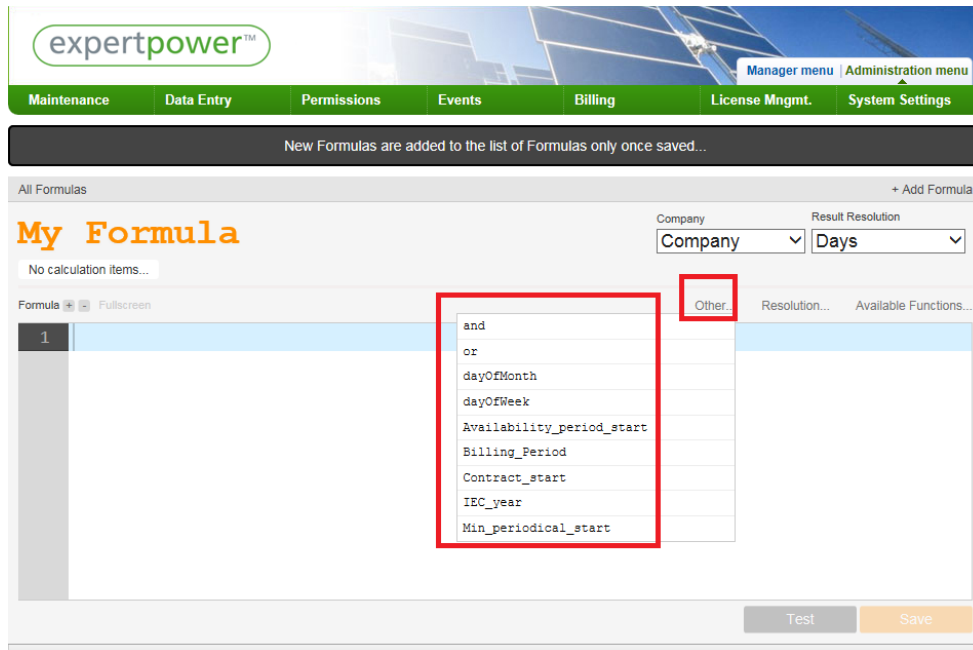 expertpower™
Manager menu | Administration menu
Maintenance Data Entry Permissions Events Billing License Mngmt. System Settings
New Formulas are added to the list of Formulas only once saved...
All Formulas + Add Formula
My Formula
Company Result Resolution
Company Days
No calculation items...
Formula + - Fullscreen Other... Resolution... Available Functions...
1
and
or
dayOfMonth
dayOfWeek
Availability_period_start
Billing_Period
Contract_start
IEC_year
Min_periodical_start
Test Save